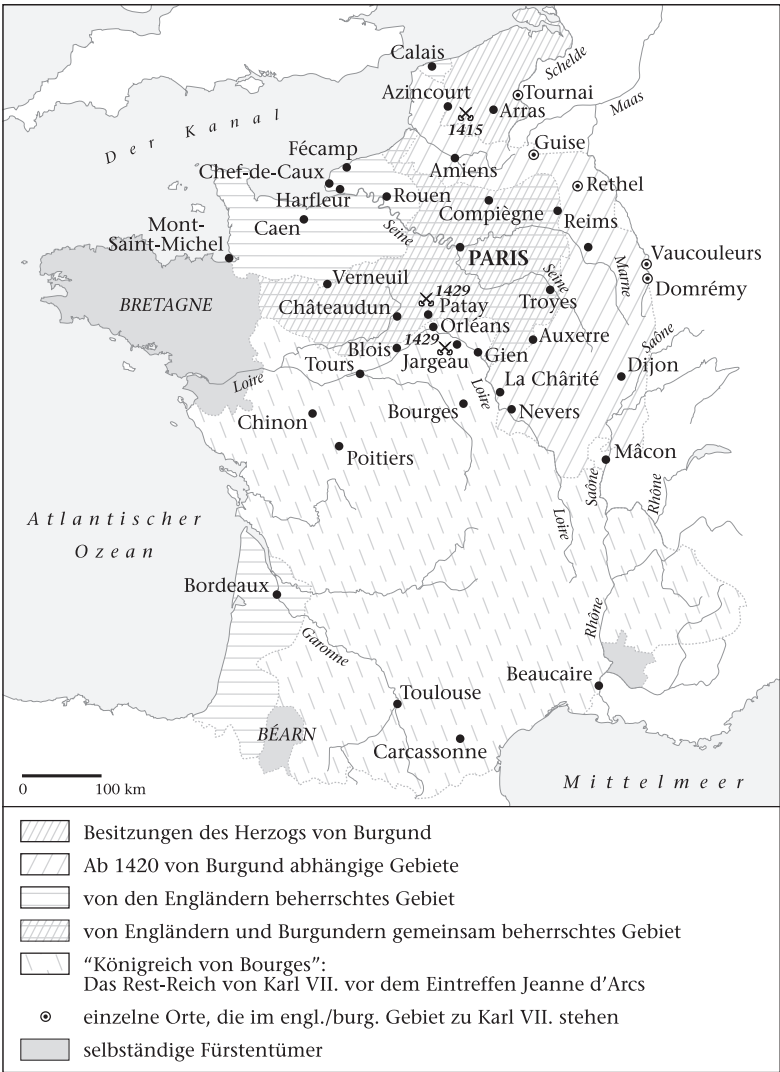 Calais
Schelde
Azincourt
Tournai
Maas
Arras
1415
Der Kanal
Guise
Fécamp
Amiens
Chef-de-Caux
Rethel
Harfleur
Rouen
Compiègne
Reims
Mont-
Saint-Michel
Caen
Seine
PARIS
Vaucouleurs
Marne
Seine
Domrémy
BRETAGNE
Verneuil
1429
Troyes
Châteaudun
Patay
Orléans
Saône
1429
Auxerre
Blois
Jargeau
Gien
Dijon
Tours
Loire
Loire
La Chârité
Bourges
Nevers
Chinon
Mâcon
Poitiers
Saône
Rhône
Loire
Atlantischer
Ozean
Bordeaux
Garonne
Rhône
Beaucaire
Toulouse
BÉARN
Carcassonne
Mittelmeer
0 100 km
Besitzungen des Herzogs von Burgund
Ab 1420 von Burgund abhängige Gebiete
von den Engländern beherrschtes Gebiet
von Engländern und Burgundern gemeinsam beherrschtes Gebiet
“Königreich von Bourges”:
Das Rest-Reich von Karl VII. vor dem Eintreffen Jeanne d’Arcs
einzelne Orte, die im engl./burg. Gebiet zu Karl VII. stehen
selbständige Fürstentümer